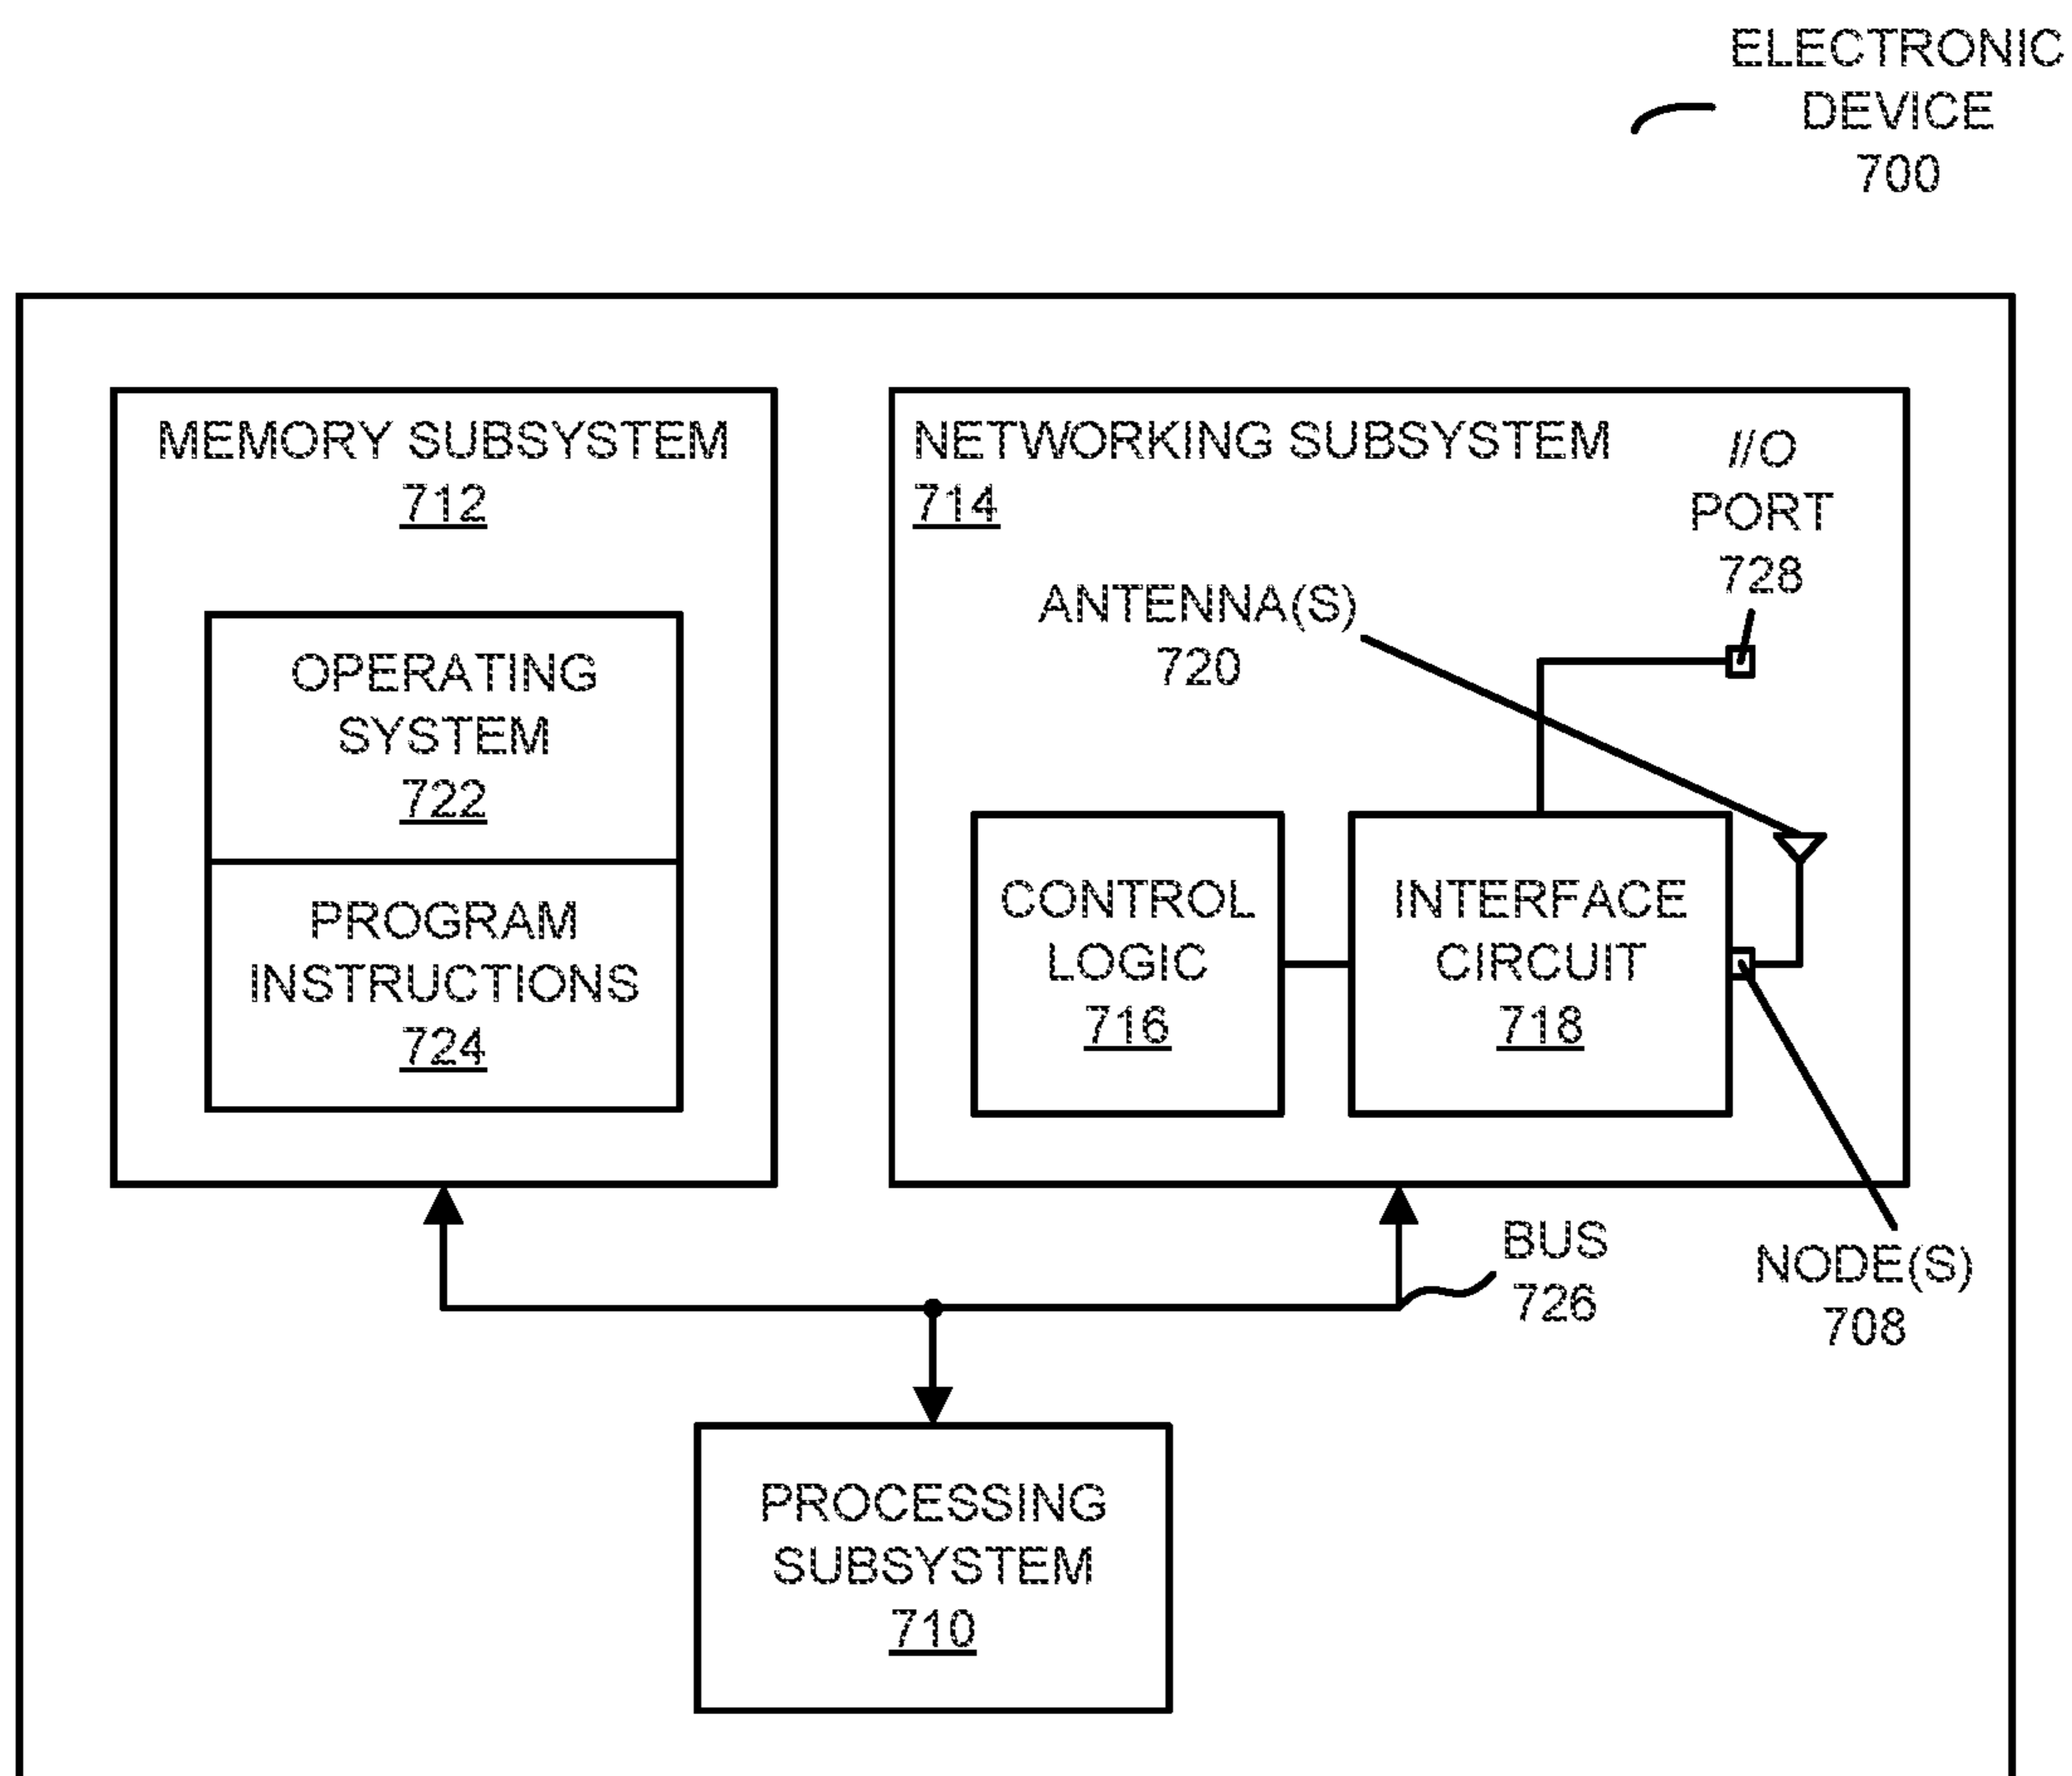 ELECTRONIC
DEVICE
700
MEMORY SUBSYSTEM
712
OPERATING
SYSTEM
722
PROGRAM
INSTRUCTIONS
724
NETWORKING SUBSYSTEM
714
I/O
PORT
728
ANTENNA(S)
720
CONTROL
LOGIC
716
INTERFACE
CIRCUIT
718
BUS
726
NODE(S)
708
PROCESSING
SUBSYSTEM
710